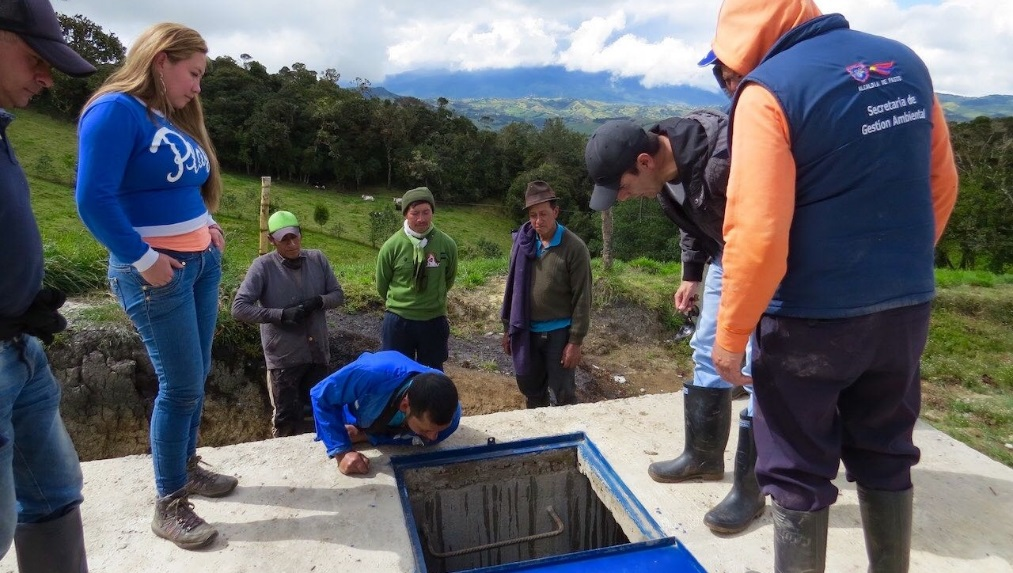 ALCALDÍA DE PASTO
Secretaría de
Gestión Ambiental